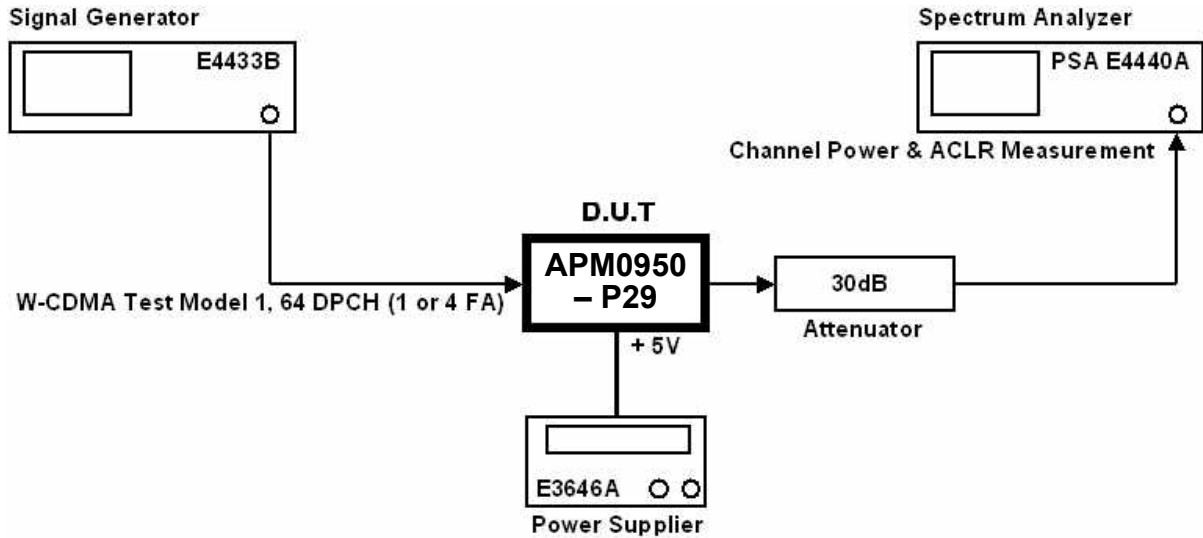 Signal Generator
E4433B
Spectrum Analyzer
PSA E4440A
Channel Power & ACLR Measurement
D.U.T
APM0950
– P29
W-CDMA Test Model 1, 64 DPCH (1 or 4 FA)
30dB
Attenuator
+ 5V
E3646A
Power Supplier